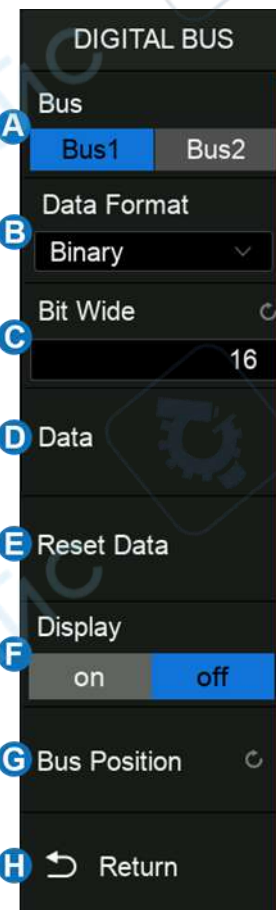 DIGITAL BUS
A
Bus
Bus1 Bus2
B
Data Format
Binary
C
Bit Wide
16
D Data
E Reset Data
F
Display
on off
G Bus Position
H Return